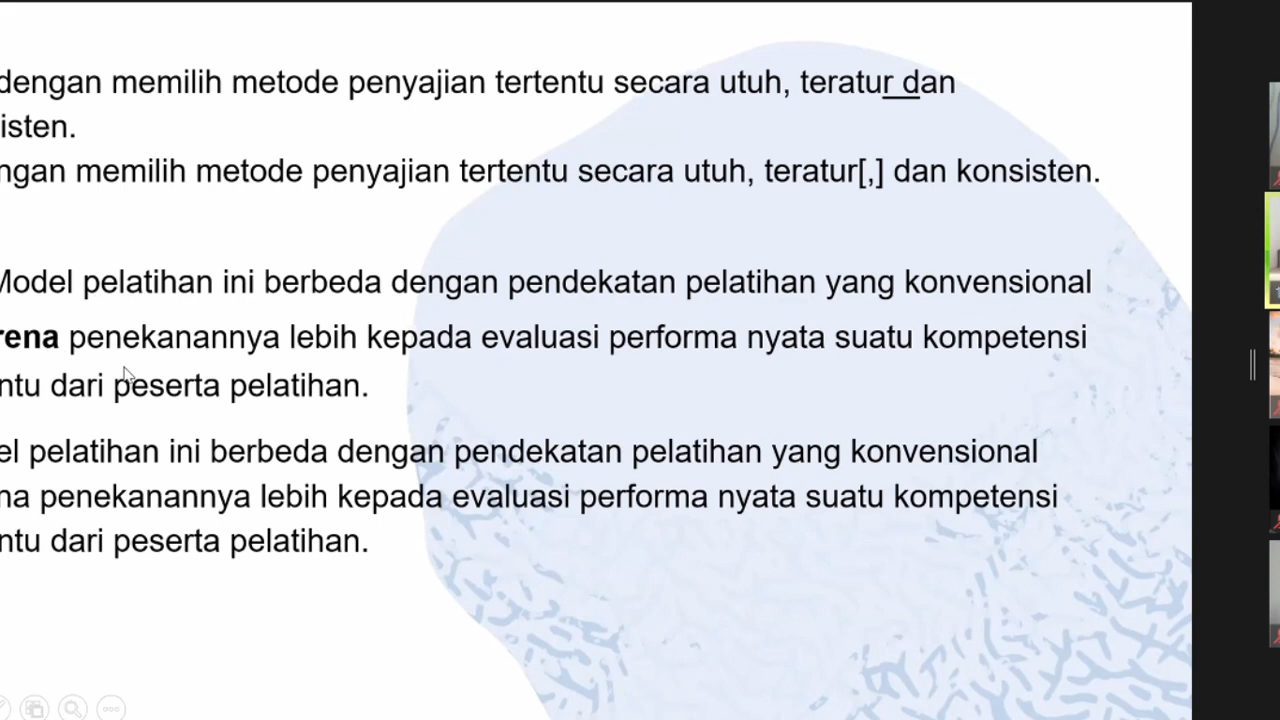 dengan memilih metode penyajian tertentu secara utuh, teratur dan
isten.
ngan memilih metode penyajian tertentu secara utuh, teratur[,] dan konsisten.
Model pelatihan ini berbeda dengan pendekatan pelatihan yang konvensional
rena penekanannya lebih kepada evaluasi performa nyata suatu kompetensi
ntu dari peserta pelatihan.
el pelatihan ini berbeda dengan pendekatan pelatihan yang konvensional
na penekanannya lebih kepada evaluasi performa nyata suatu kompetensi
ntu dari peserta pelatihan.